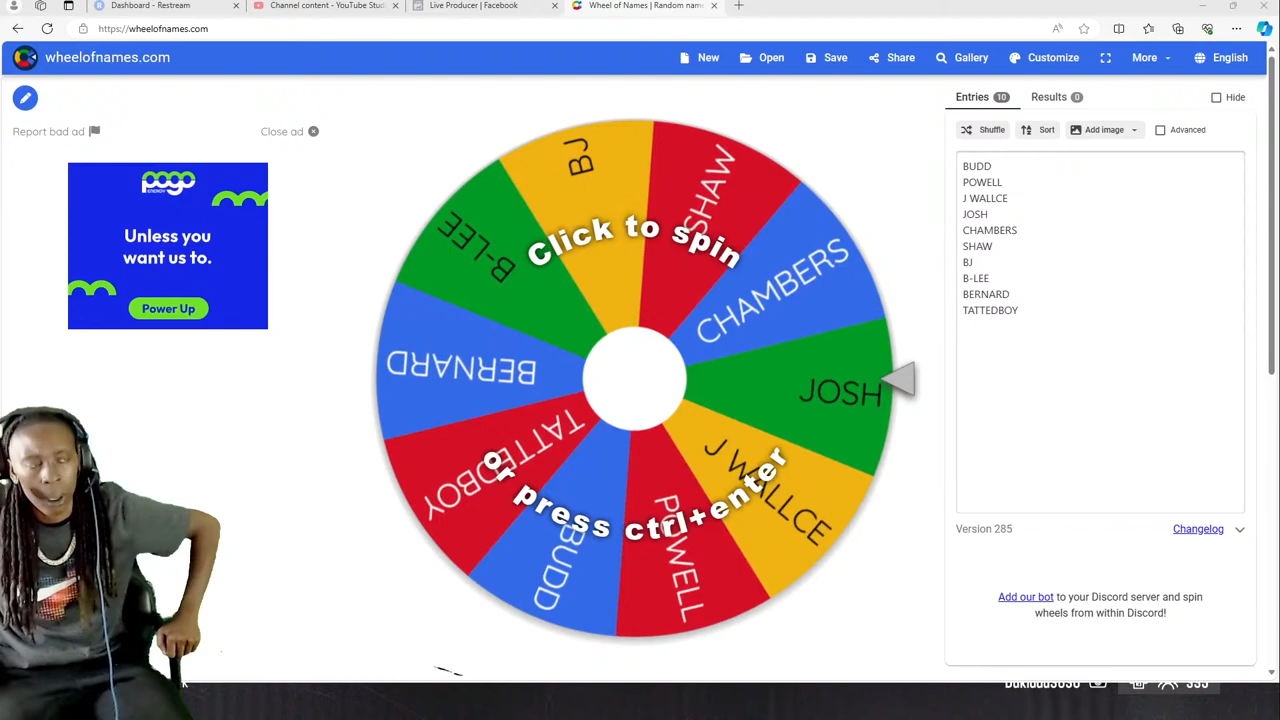 Dashboard - Restream
Channel content - YouTube Stud
Live Producer | Facebook
Wheel of Names | Random name
https://wheelofnames.com
wheelofnames.com
New
Open
Save
Share
Gallery
Customize
More
English
Report bad ad
Close ad
pogo
ENERGY
Unless you
want us to.
Power Up
BJ
SHAW
CHAMBERS
JOSH
J WALLCE
POWELL
BUDD
TATTEDBOY
BERNARD
B-LEE
Click to spin
or press ctrl+enter
Entries 10
Results 0
Hide
Shuffle
Sort
Add image
Advanced
BUDD
POWELL
J WALLCE
JOSH
CHAMBERS
SHAW
BJ
B-LEE
BERNARD
TATTEDBOY
Version 285
Changelog
Add our bot to your Discord server and spin
wheels from within Discord!